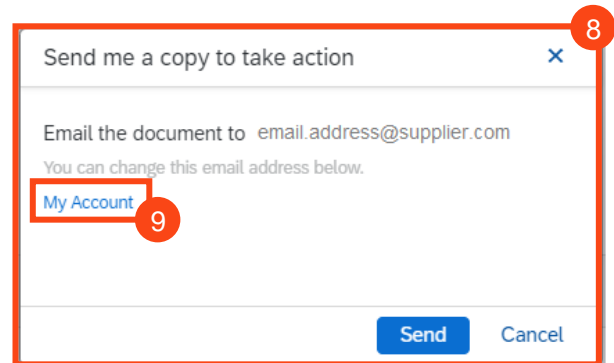 8
Send me a copy to take action ×
Email the document to email.address@supplier.com
You can change this email address below.
My Account
9
Send Cancel